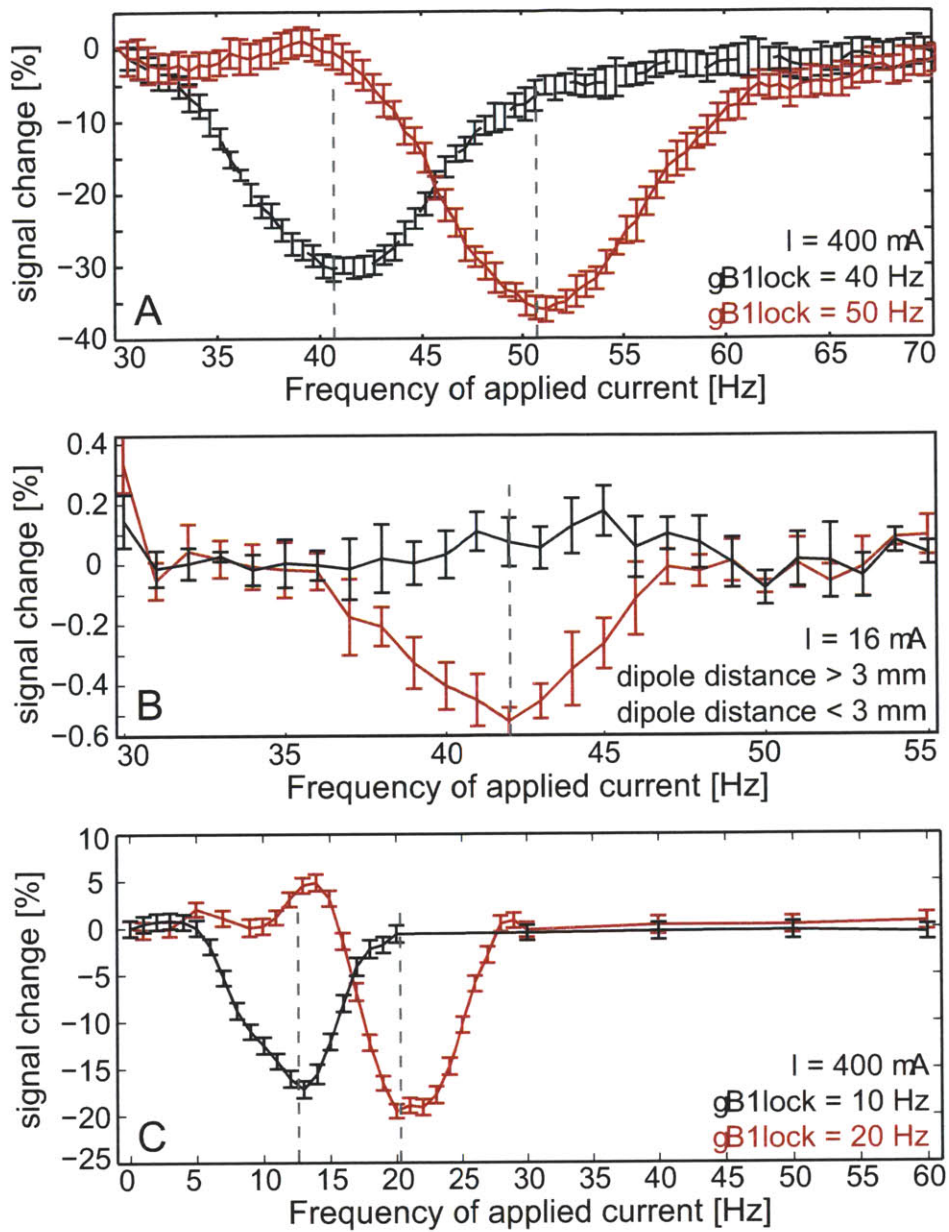 0
−10
−20
−30
−40
signal change [%]
A
I = 400 mA
gB1lock = 40 Hz
gB1lock = 50 Hz
30 35 40 45 50 55 60 65 70
Frequency of applied current [Hz]
0.4
0.2
0
−0.2
−0.4
−0.6
signal change [%]
B
I = 16 mA
dipole distance > 3 mm
dipole distance < 3 mm
30 35 40 45 50 55
Frequency of applied current [Hz]
10
5
0
−5
−10
−15
−20
−25
signal change [%]
C
I = 400 mA
gB1lock = 10 Hz
gB1lock = 20 Hz
0 5 10 15 20 25 30 35 40 45 50 55 60
Frequency of applied current [Hz]